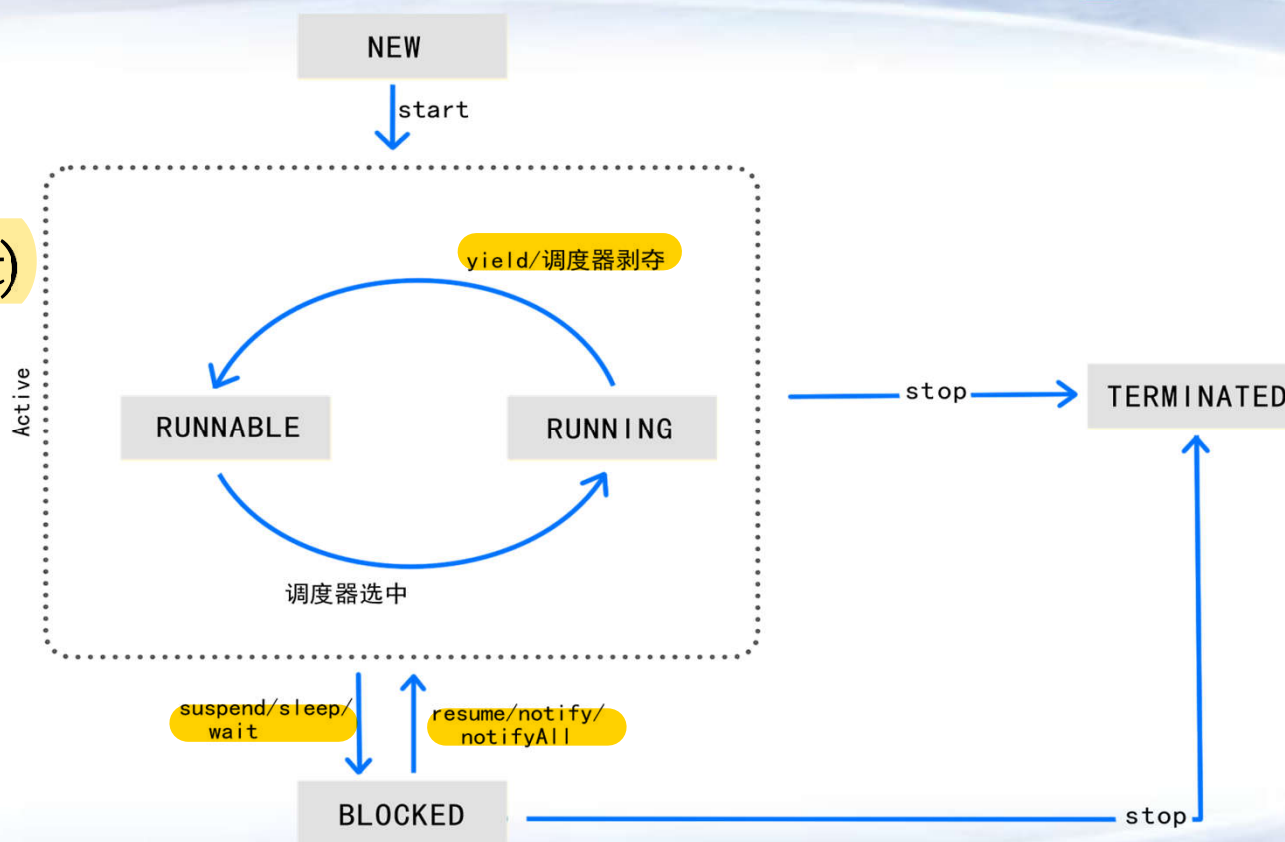 NEW
start
yield/调度器剥夺
)
Active
RUNNABLE
RUNNING
stop
TERMINATED
调度器选中
suspend/sleep/
wait
resume/notify/
notifyAll
BLOCKED
stop